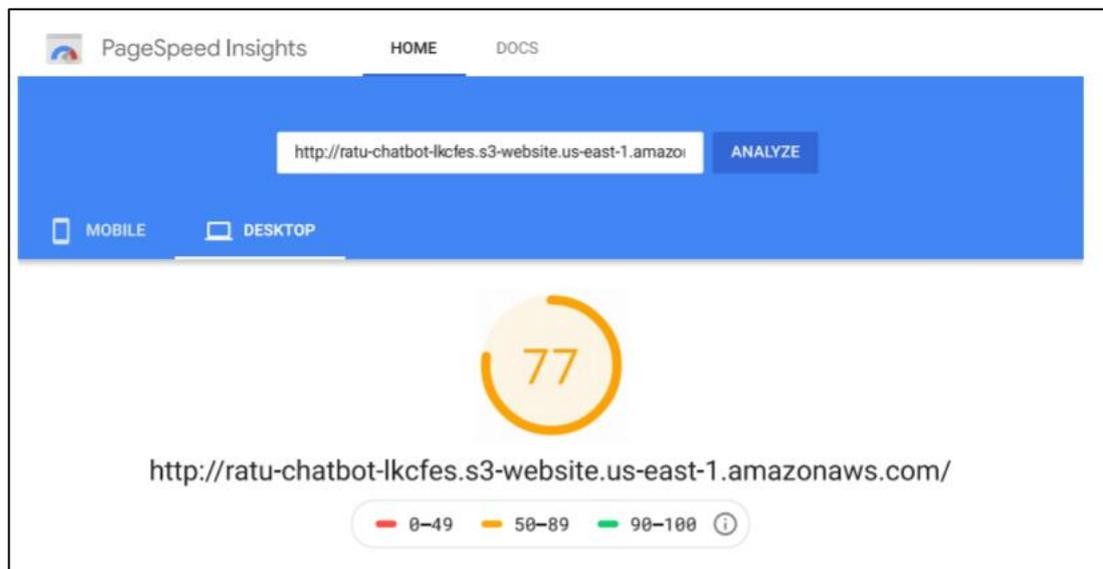 PageSpeed Insights HOME DOCS
http://ratu-chatbot-lkcfes.s3-website.us-east-1.amazo ANALYZE
MOBILE DESKTOP
77
http://ratu-chatbot-lkcfes.s3-website.us-east-1.amazonaws.com/
0–49 50–89 90–100